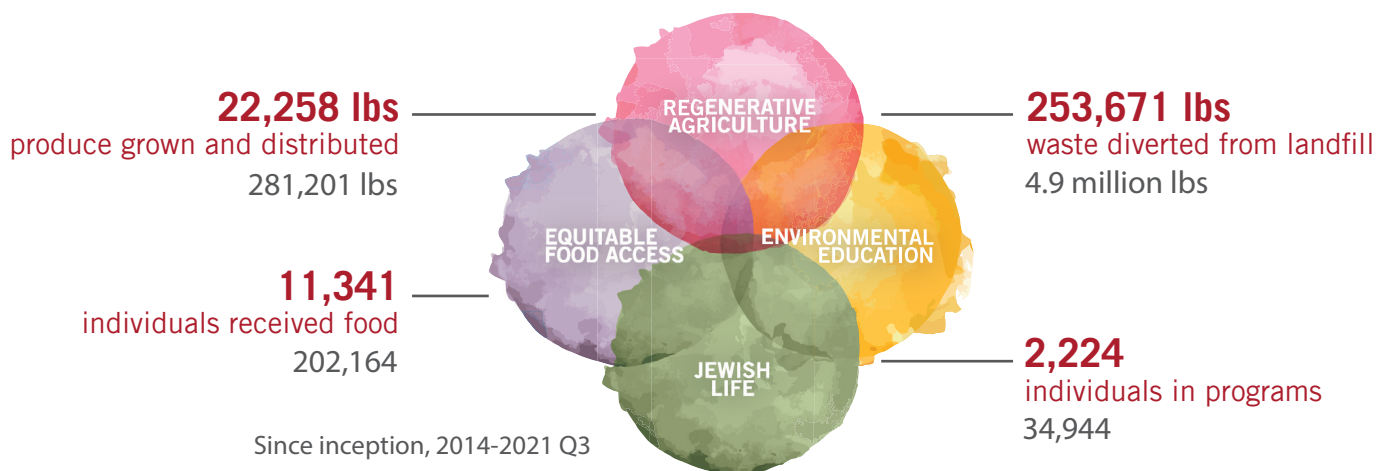 22,258 lbs
produce grown and distributed
281,201 lbs
11,341
individuals received food
202,164
REGENERATIVE
AGRICULTURE
EQUITABLE
FOOD ACCESS
ENVIRONMENTAL
EDUCATION
JEWISH
LIFE
253,671 lbs
waste diverted from landfill
4.9 million lbs
2,224
individuals in programs
34,944
Since inception, 2014-2021 Q3